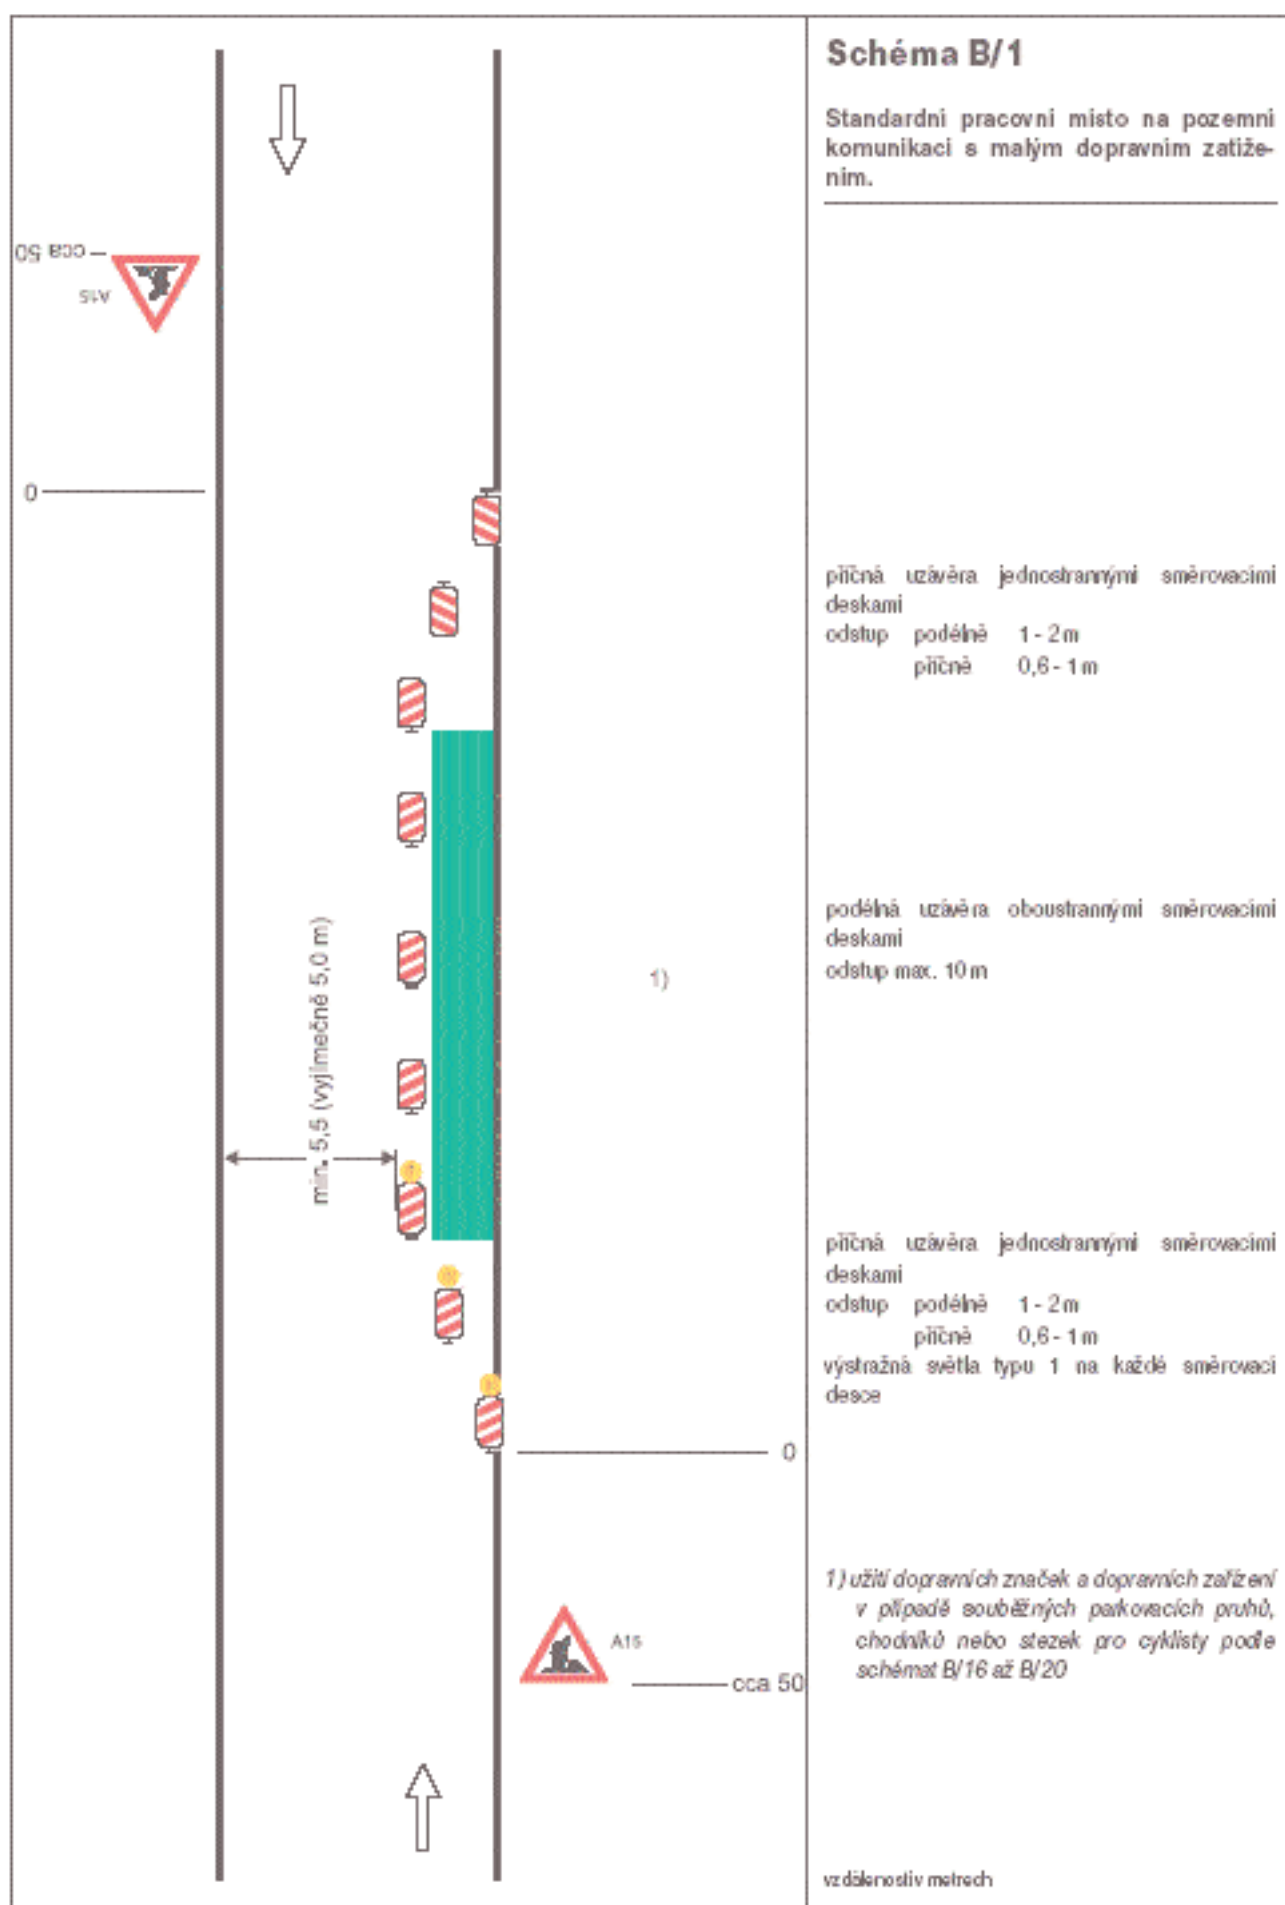 Schéma B/1
Standardní pracovní místo na pozemní
komunikaci s malým dopravním zatíže-
ním.
cca 50
A15
0
příčná uzávěra jednostrannými směrovacími
deskami
odstup podélně 1 - 2 m
příčně 0,6 - 1 m
podélná uzávěra oboustrannými směrovacími
deskami
odstup max. 10 m
1)
min. 5,5 (vyjímečně 5,0 m)
příčná uzávěra jednostrannými směrovacími
deskami
odstup podélně 1 - 2 m
příčně 0,6 - 1 m
výstražná světla typu 1 na každé směrovací
desce
0
A15
cca 50
1) užití dopravních značek a dopravních zařízení
v případě souběžných parkovacích pruhů,
chodníků nebo stezek pro cyklisty podle
schémat B/16 až B/20
vzdálenosti v metrech